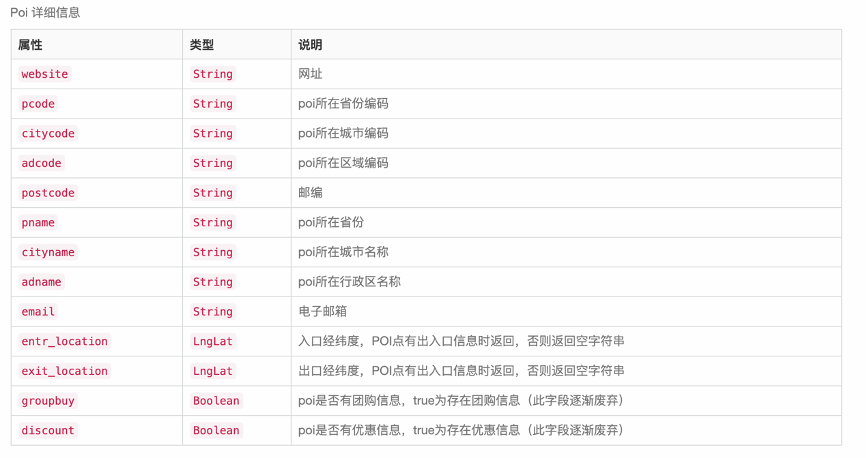 Poi 详细信息
属性 类型 说明
website String 网址
pcode String poi所在省份编码
citycode String poi所在城市编码
adcode String poi所在区域编码
postcode String 邮编
pname String poi所在省份
cityname String poi所在城市名称
adname String poi所在行政区名称
email String 电子邮箱
entr_location LngLat 入口经纬度，POI点有出入口信息时返回，否则返回空字符串
exit_location LngLat 出口经纬度，POI点有出入口信息时返回，否则返回空字符串
groupbuy Boolean poi是否有团购信息，true为存在团购信息（此字段逐渐废弃）
discount Boolean poi是否有优惠信息，true为存在优惠信息（此字段逐渐废弃）